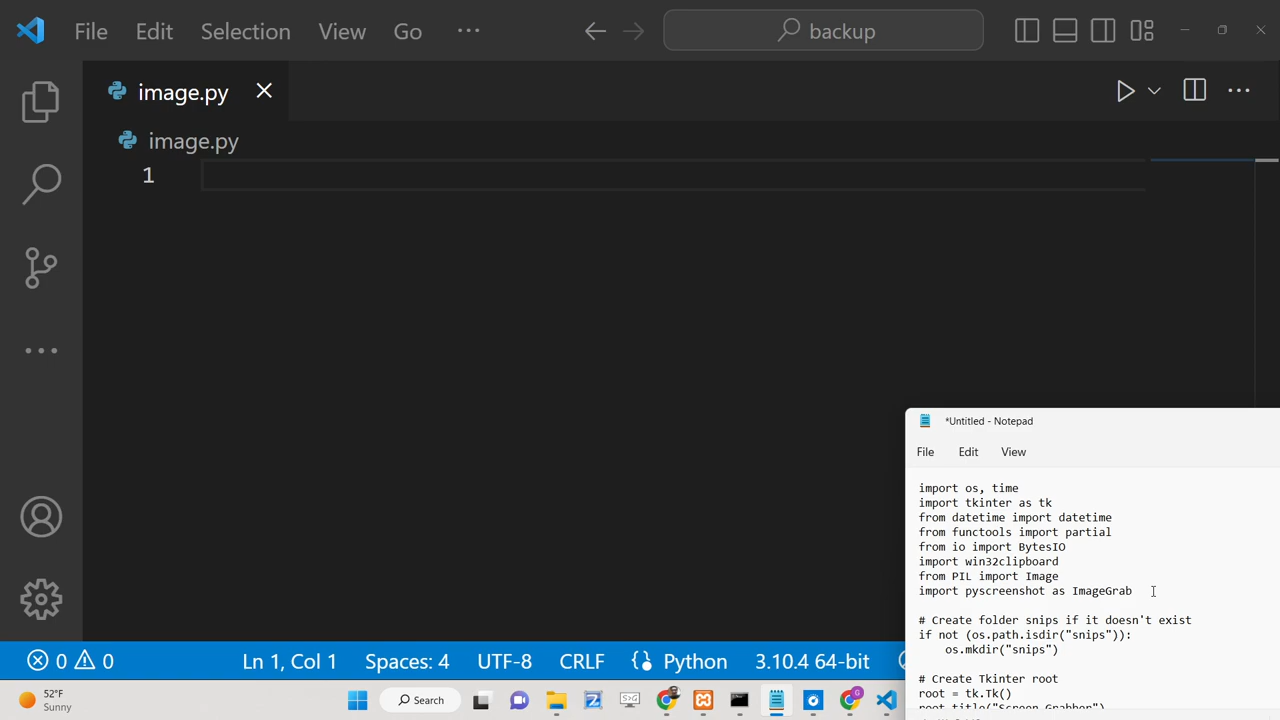 File Edit Selection View Go ··· backup
image.py
image.py
1
*Untitled - Notepad
File Edit View
import os, time
import tkinter as tk
from datetime import datetime
from functools import partial
from io import BytesIO
import win32clipboard
from PIL import Image
import pyscreenshot as ImageGrab
# Create folder snips if it doesn't exist
if not (os.path.isdir("snips")):
    os.mkdir("snips")
# Create Tkinter root
root = tk.Tk()
root.title("Screen Grabber")
0 0 Ln 1, Col 1 Spaces: 4 UTF-8 CRLF Python 3.10.4 64-bit
52°F
Sunny
Search